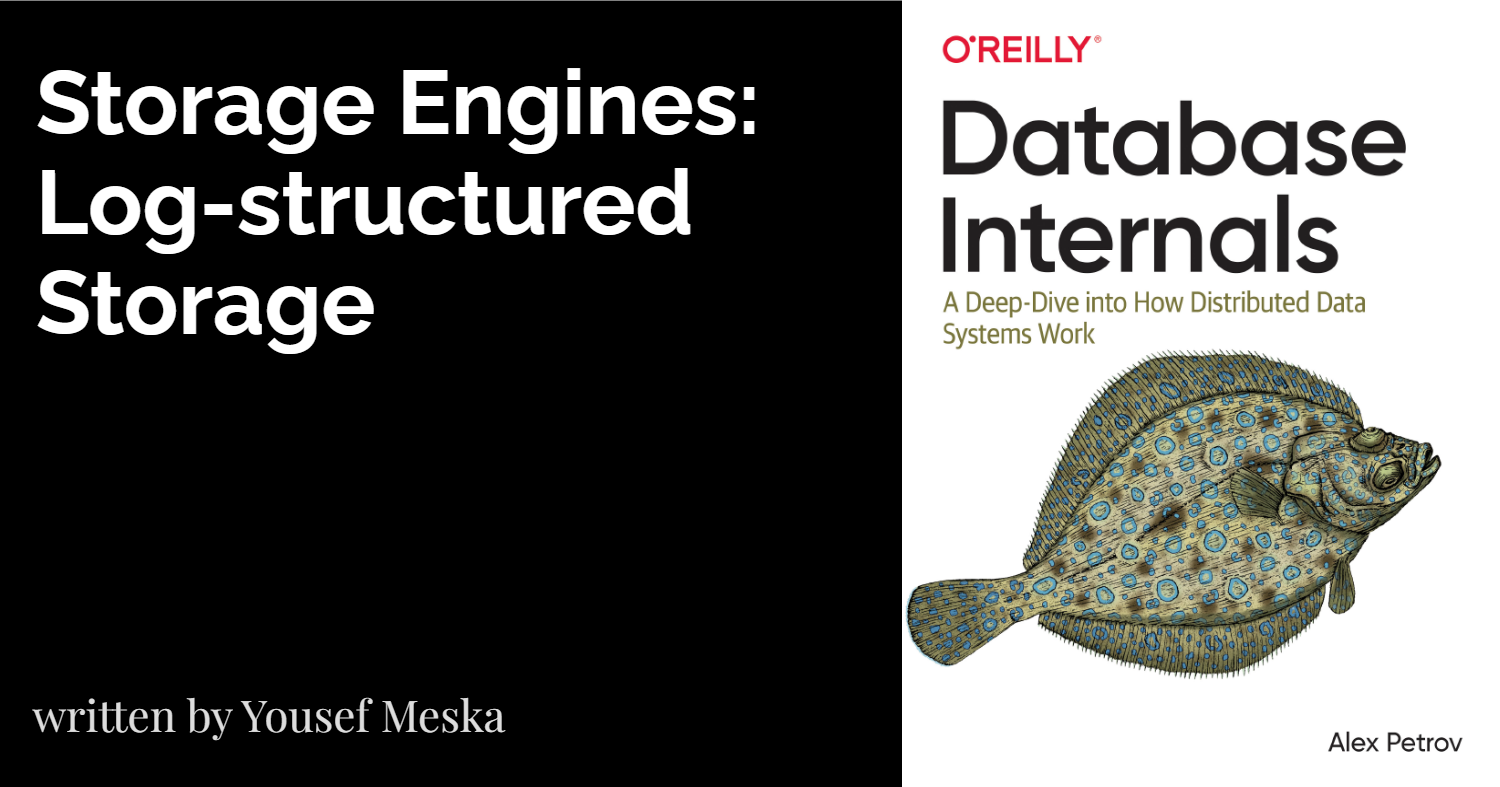 Storage Engines:
Log-structured
Storage
written by Yousef Meska
O'REILLY®
Database
Internals
A Deep-Dive into How Distributed Data
Systems Work
Alex Petrov